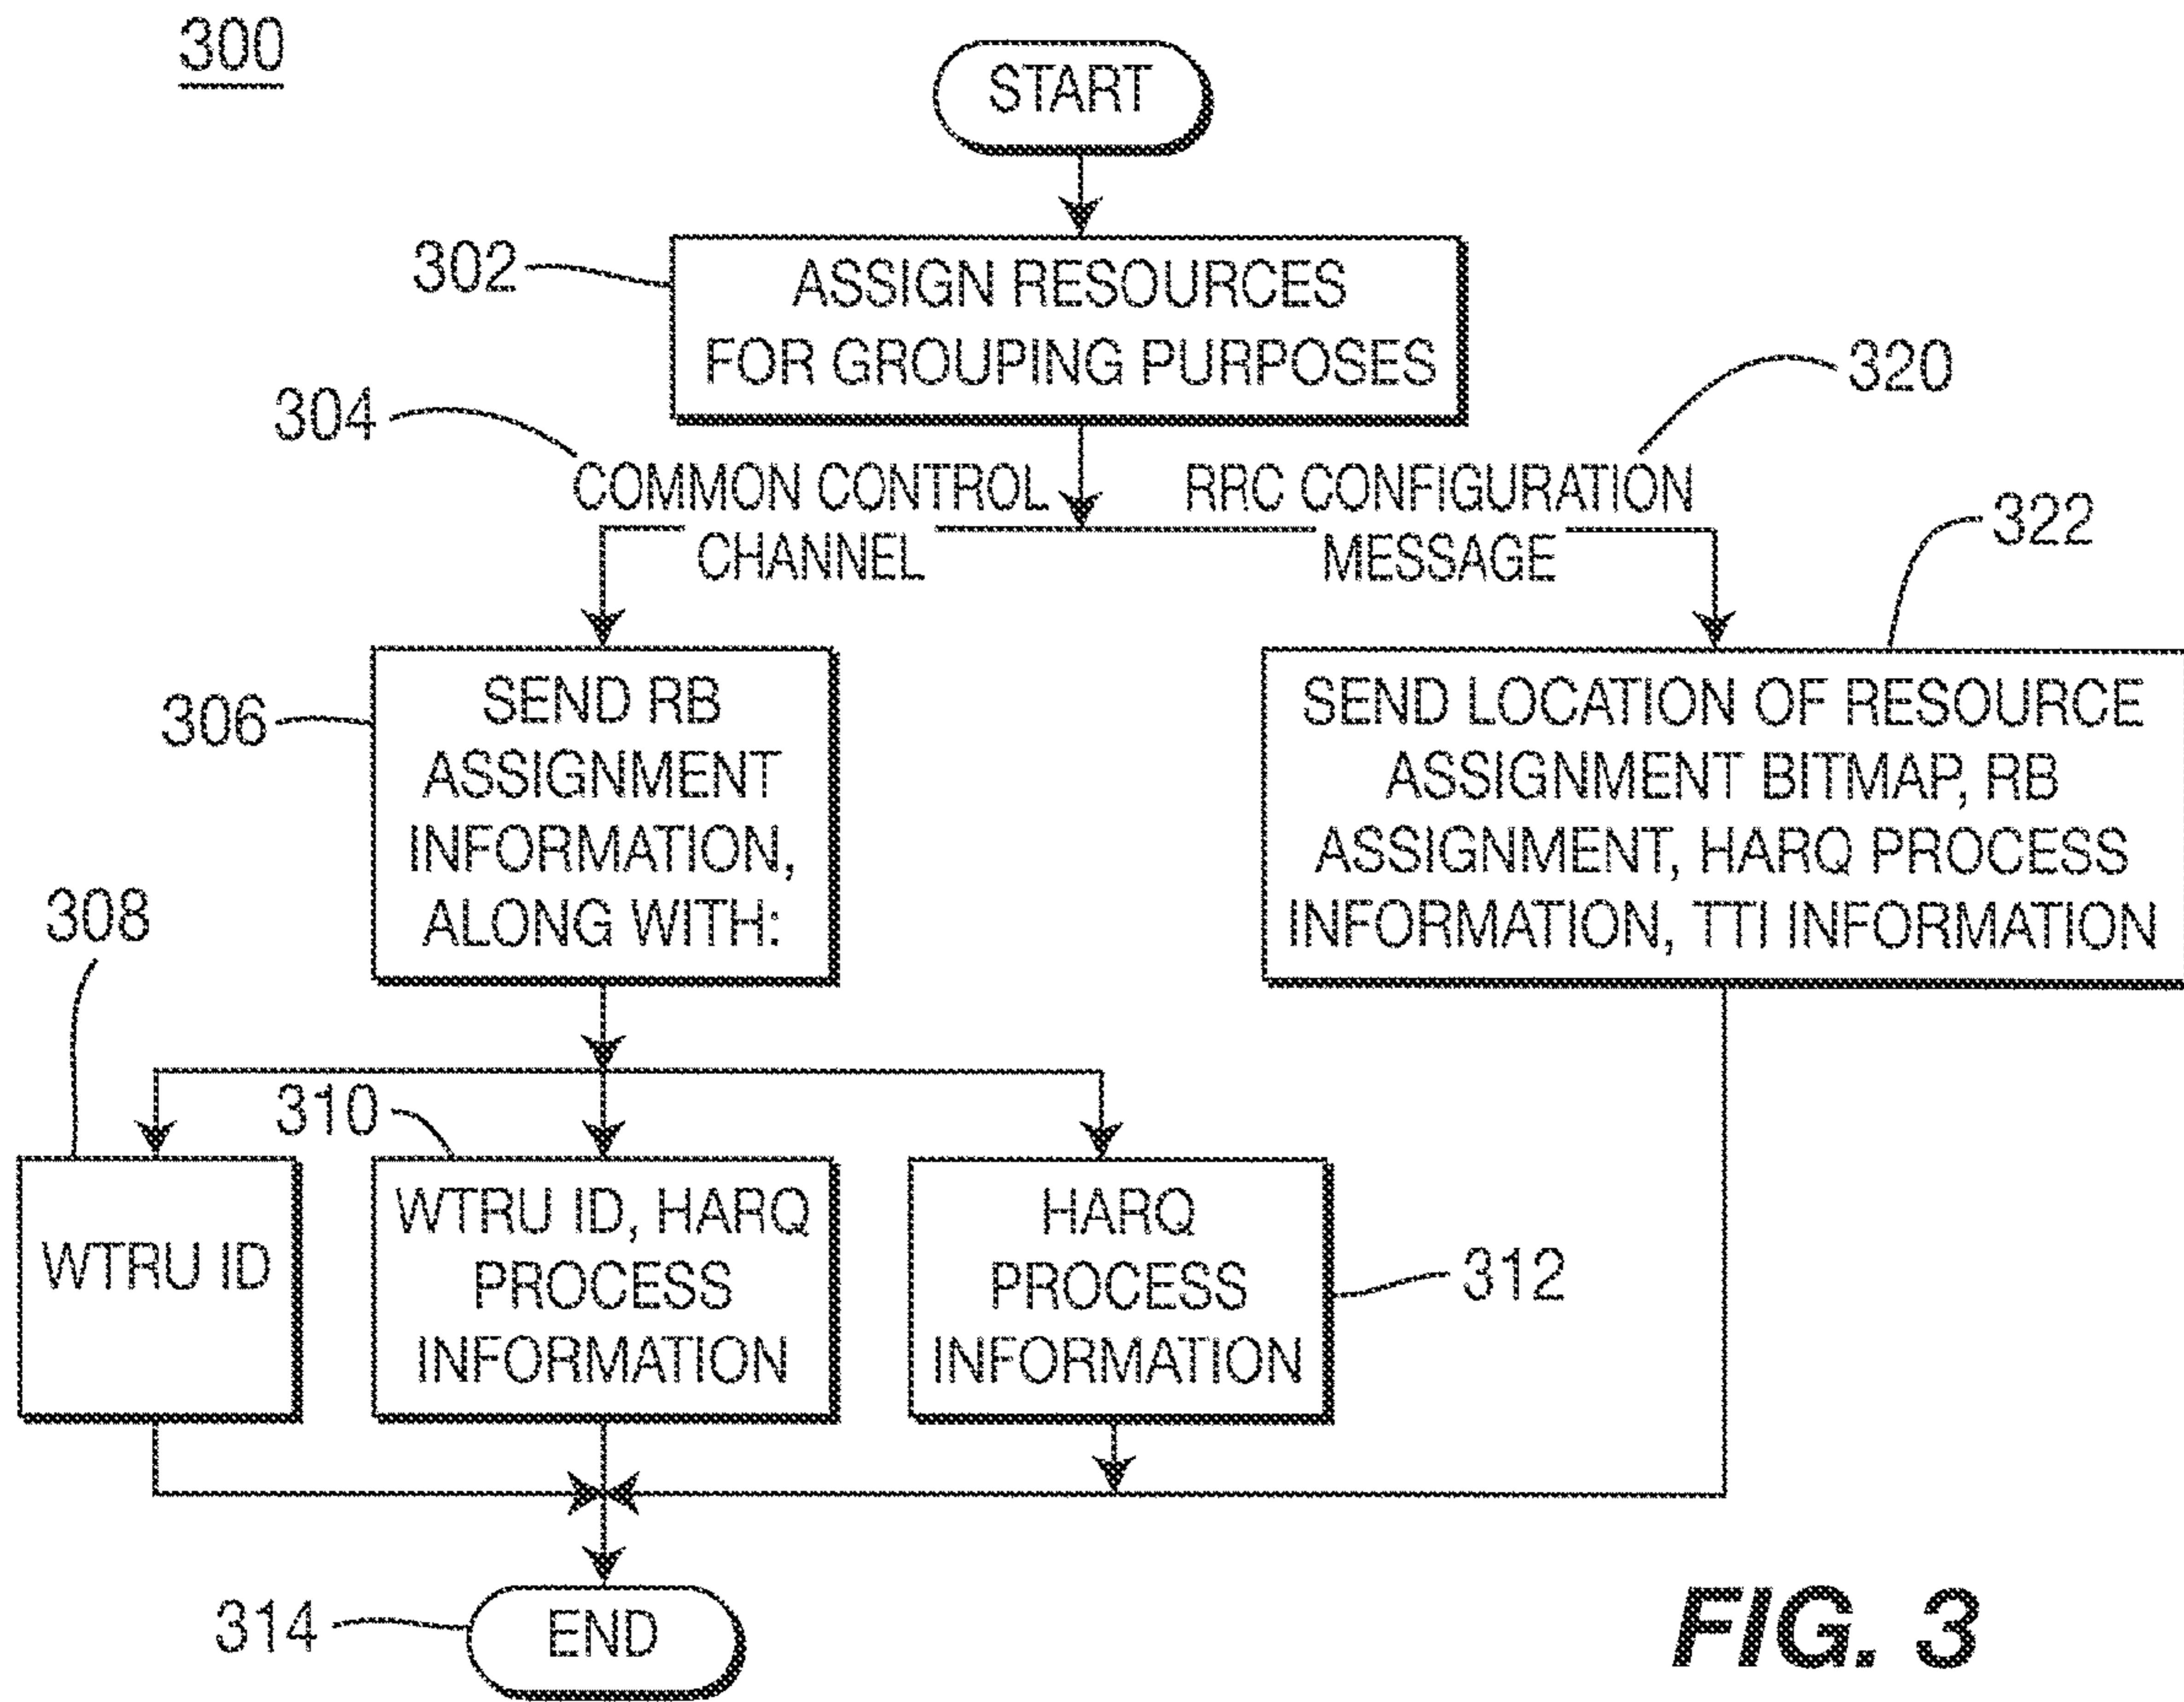 300
START
302
ASSIGN RESOURCES
FOR GROUPING PURPOSES
304
320
COMMON CONTROL
CHANNEL
RRC CONFIGURATION
MESSAGE
322
306
SEND RB
ASSIGNMENT
INFORMATION,
ALONG WITH:
SEND LOCATION OF RESOURCE
ASSIGNMENT BITMAP, RB
ASSIGNMENT, HARQ PROCESS
INFORMATION, TTI INFORMATION
308
310
WTRU ID
WTRU ID, HARQ
PROCESS
INFORMATION
HARQ
PROCESS
INFORMATION
312
314
END
FIG. 3